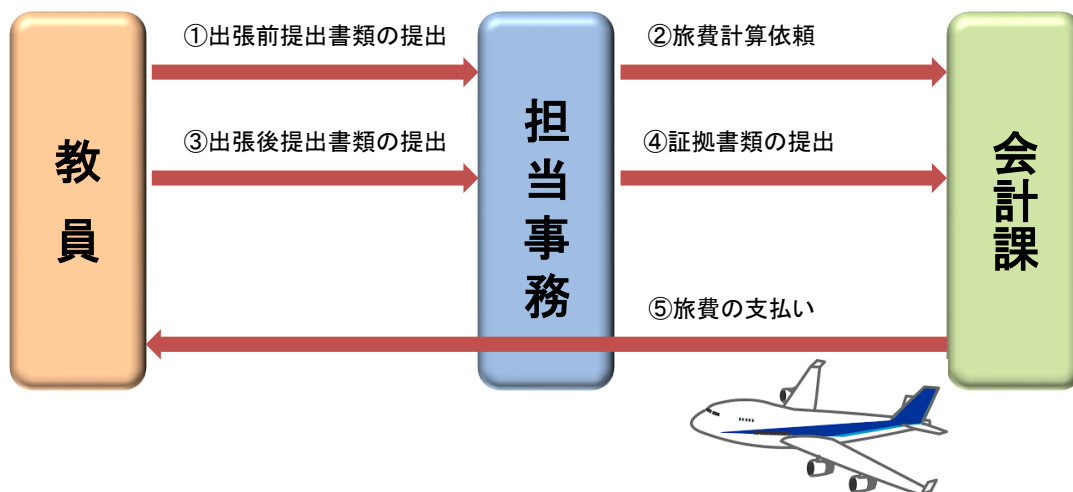 ①出張前提出書類の提出
②旅費計算依頼
③出張後提出書類の提出
④証拠書類の提出
教員
担当事務
会計課
⑤旅費の支払い